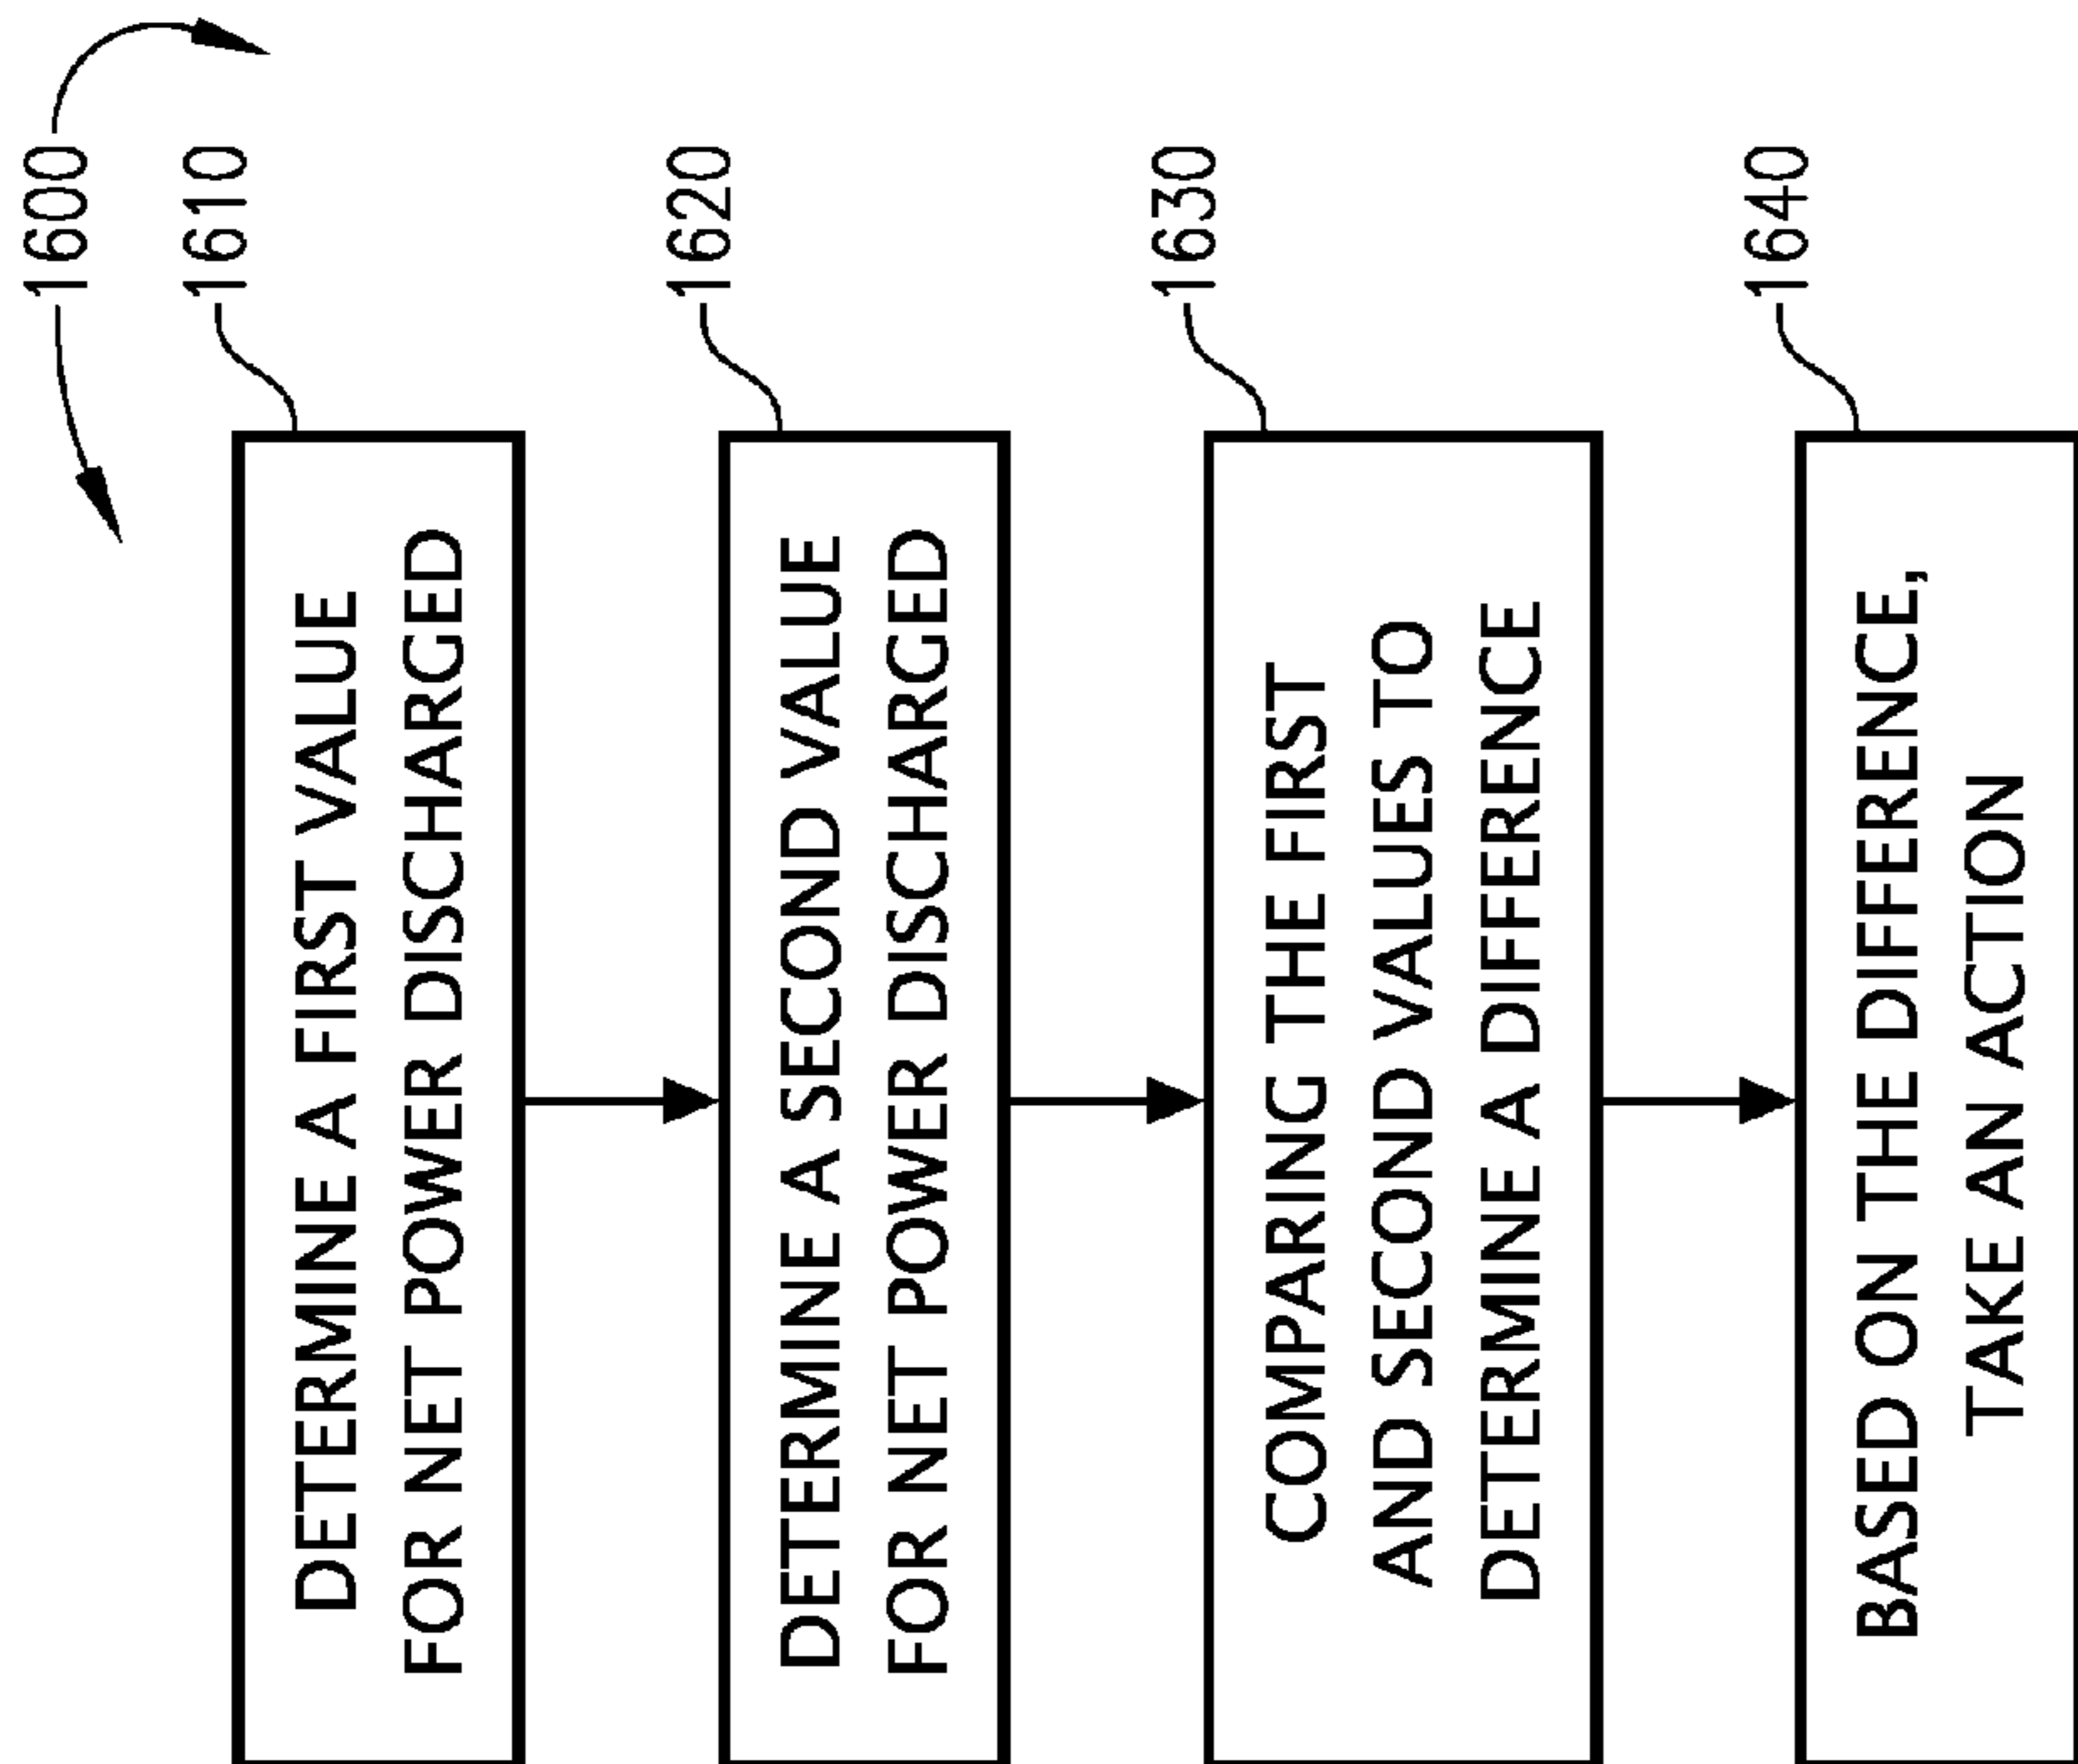 1600
1610
DETERMINE A FIRST VALUE
FOR NET POWER DISCHARGED
1620
DETERMINE A SECOND VALUE
FOR NET POWER DISCHARGED
1630
COMPARING THE FIRST
AND SECOND VALUES TO
DETERMINE A DIFFERENCE
1640
BASED ON THE DIFFERENCE,
TAKE AN ACTION